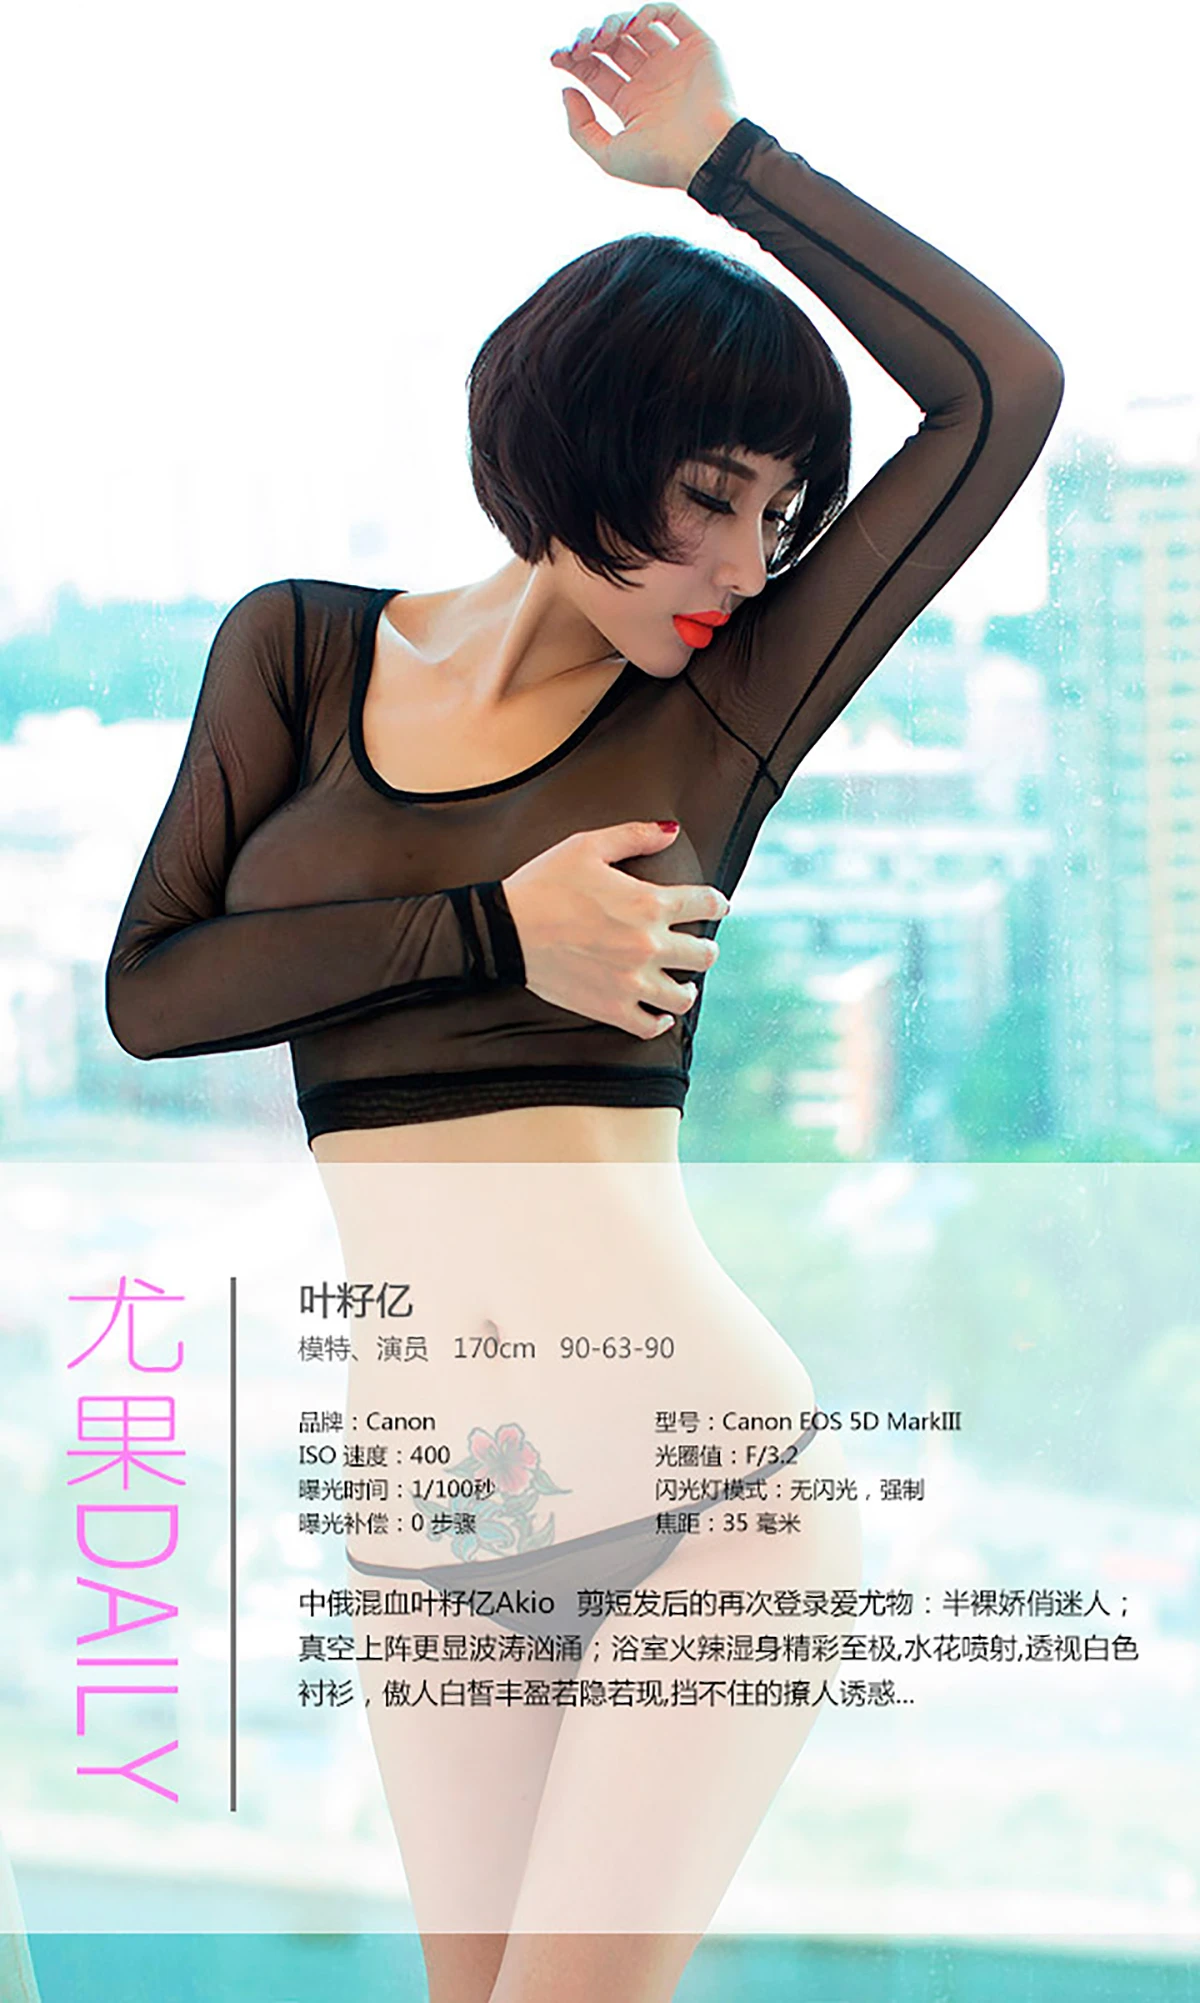 尤果DAILY
叶籽亿
模特、演员 170cm 90-63-90
品牌：Canon 型号：Canon EOS 5D MarkIII
ISO 速度：400 光圈值：F/3.2
曝光时间：1/100秒 闪光灯模式：无闪光，强制
曝光补偿：0 步骤 焦距：35 毫米
中俄混血叶籽亿Akio 剪短发后的再次登录爱尤物：半裸娇俏迷人；
真空上阵更显波涛汹涌；浴室火辣湿身精彩至极,水花喷射,透视白色
衬衫，傲人白皙丰盈若隐若现,挡不住的撩人诱惑...